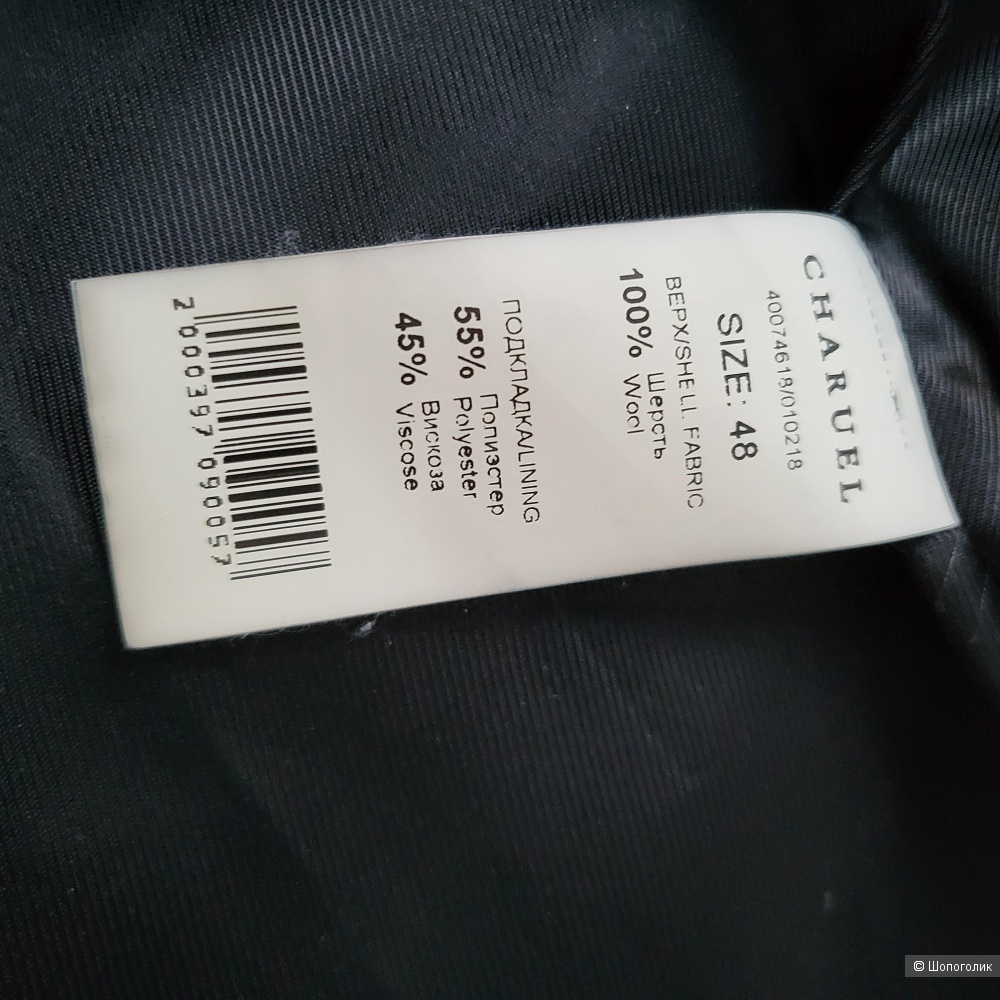 CHARUEL
40074618/010218
SIZE: 48
ВЕРХ/SHELL FABRIC
100% Шерсть
Wool
ПОДКЛАДКА/LINING
55% Полиэстер
Polyester
45% Вискоза
Viscose
2000397090057
© Шопоголик